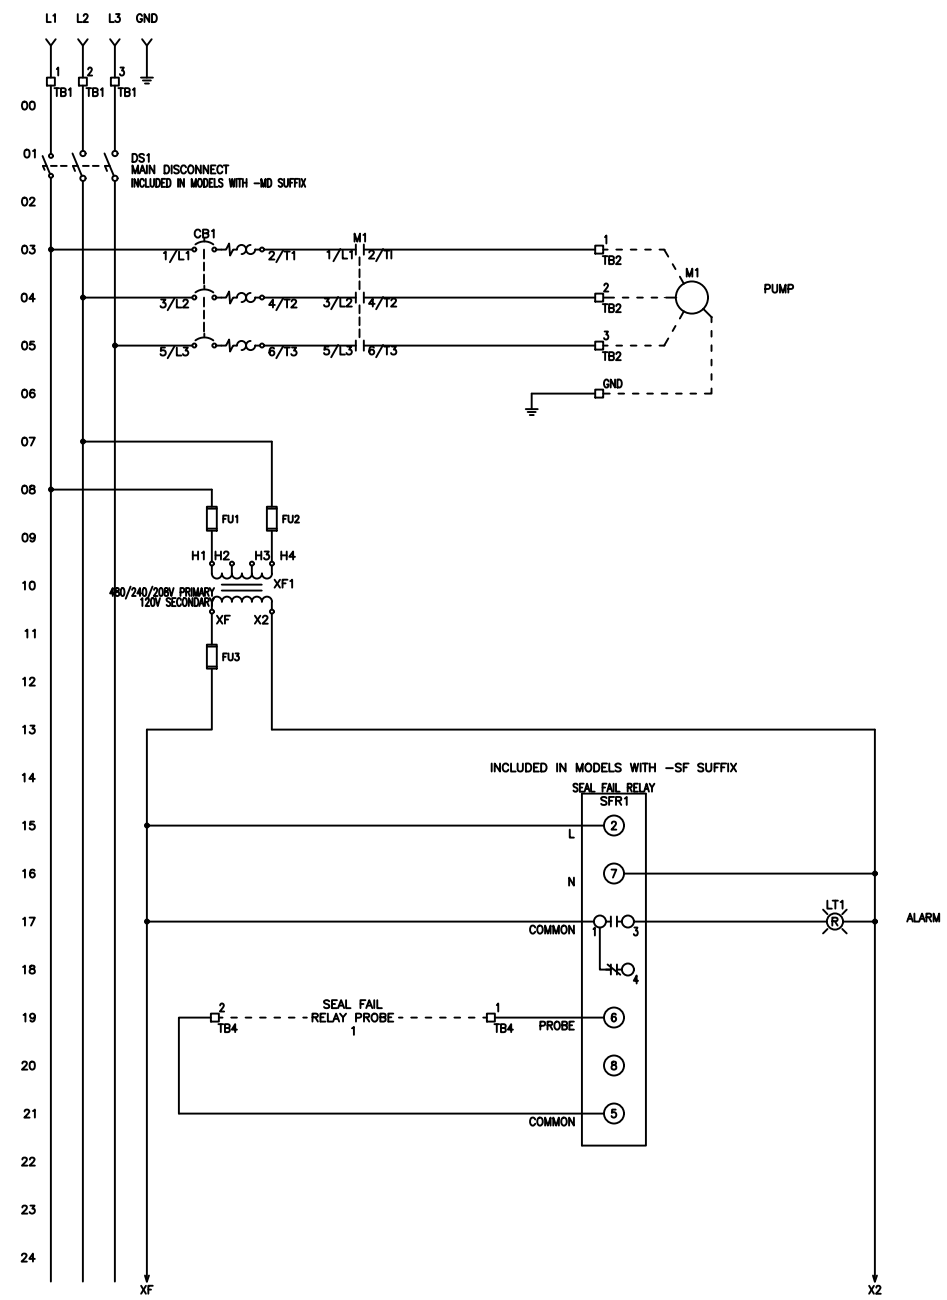 L1 L2 L3 GND
1 2 3
TB1 TB1 TB1
00
01 DS1
MAIN DISCONNECT
INCLUDED IN MODELS WITH -MD SUFFIX
02
CB1 M1 1
03 1/L1 2/T1 1/L1 2/T1 TB2
M1
2 PUMP
04 3/L2 4/T2 3/L2 4/T2 TB2
3
05 5/L3 6/T3 5/L3 6/T3 TB2
GND
06
07
08
FU1 FU2
09
H1 H2 H3 H4
XF1
10 480/240/208V PRIMARY
120V SECONDARY
XF X2
11
FU3
12
13
INCLUDED IN MODELS WITH -SF SUFFIX
14
SEAL FAIL RELAY
SFR1
15 L 2
16 N 7
LT1
17 COMMON 1 3 R ALARM
18 4
2 SEAL FAIL 1
19 TB4 RELAY PROBE TB4 PROBE 6
1
20 8
21 COMMON 5
22
23
24
XF X2